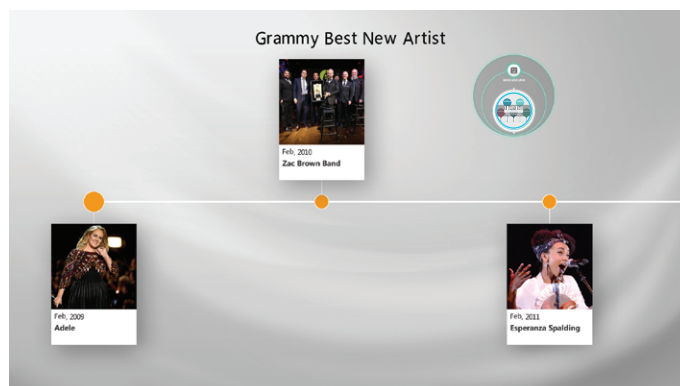 Grammy Best New Artist
Feb, 2010
Zac Brown Band
Feb, 2009
Adele
Feb, 2011
Esperanza Spalding